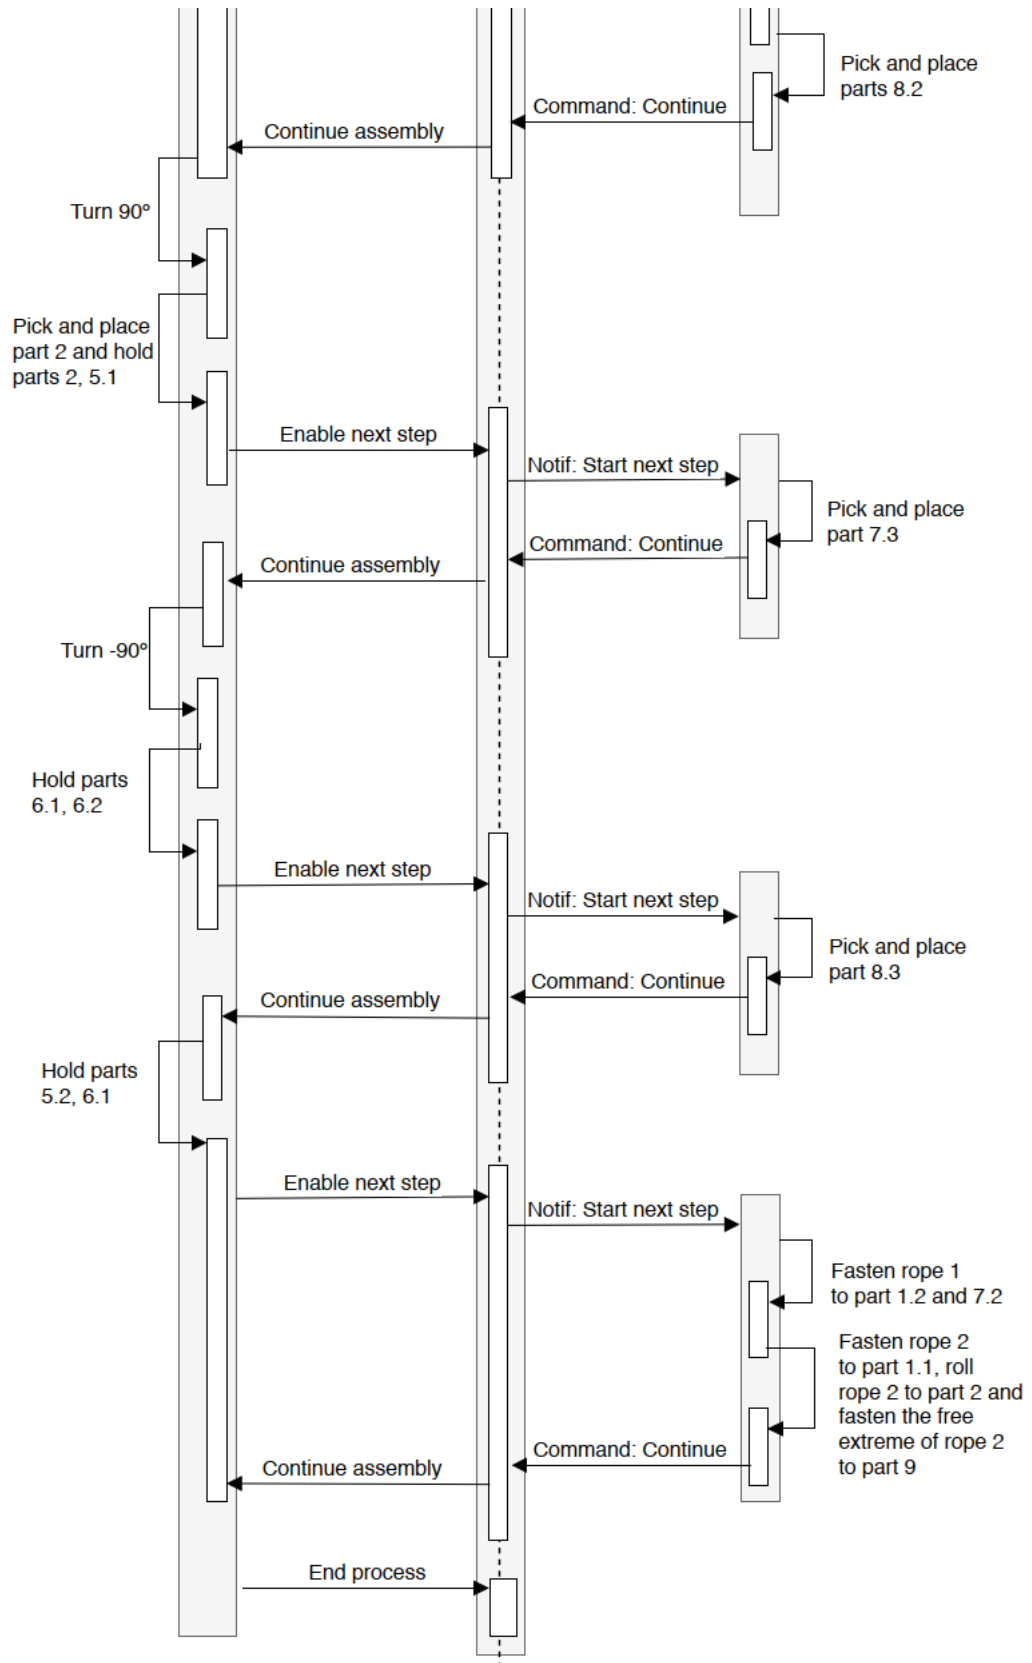 Pick and place
parts 8.2
Command: Continue
Continue assembly
Turn 90º
Pick and place
part 2 and hold
parts 2, 5.1
Enable next step
Notif: Start next step
Pick and place
part 7.3
Command: Continue
Continue assembly
Turn -90º
Hold parts
6.1, 6.2
Enable next step
Notif: Start next step
Pick and place
part 8.3
Command: Continue
Continue assembly
Hold parts
5.2, 6.1
Enable next step
Notif: Start next step
Fasten rope 1
to part 1.2 and 7.2
Fasten rope 2
to part 1.1, roll
rope 2 to part 2 and
fasten the free
extreme of rope 2
to part 9
Command: Continue
Continue assembly
End process